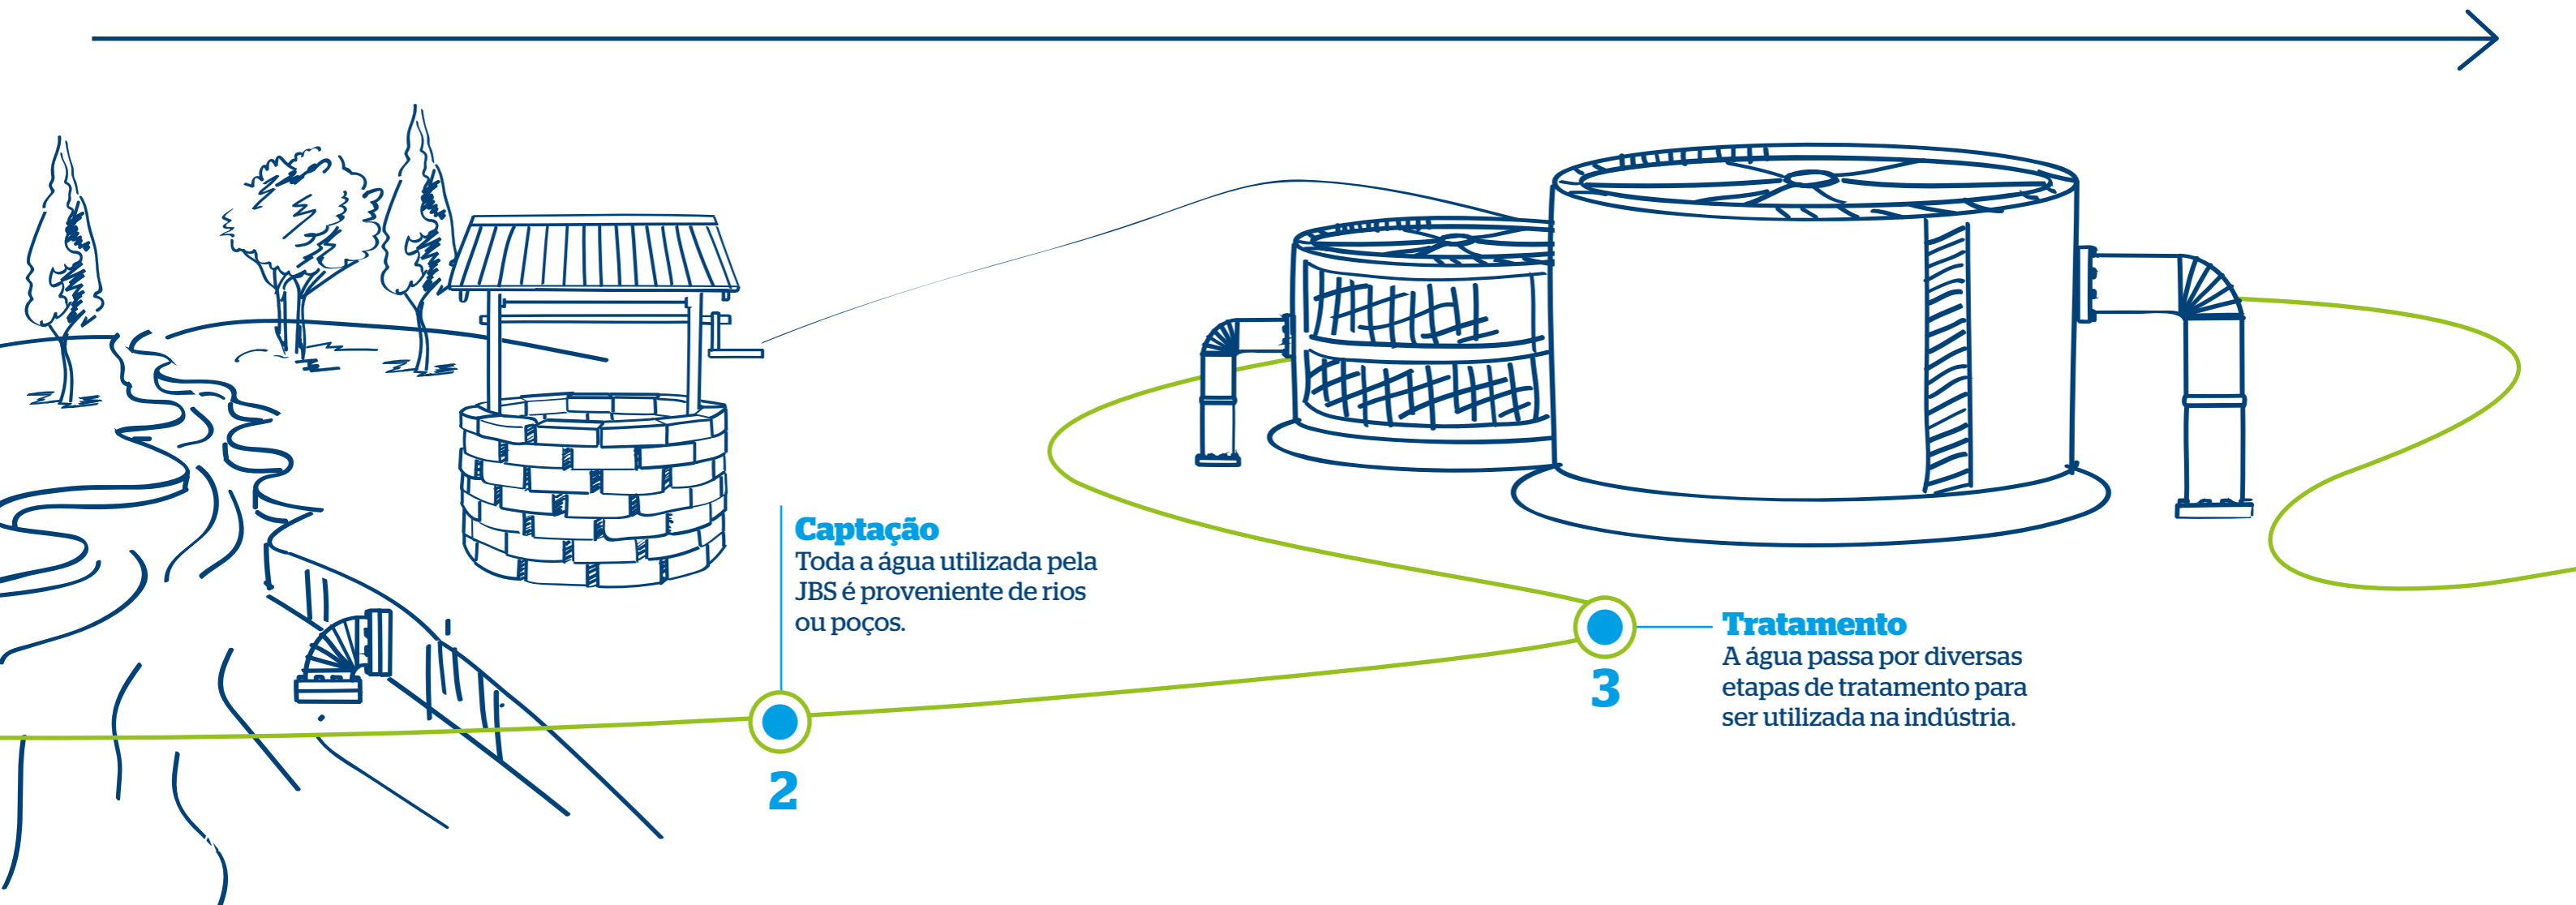 Captação
Toda a água utilizada pela
JBS é proveniente de rios
ou poços.
2
3
Tratamento
A água passa por diversas
etapas de tratamento para
ser utilizada na indústria.